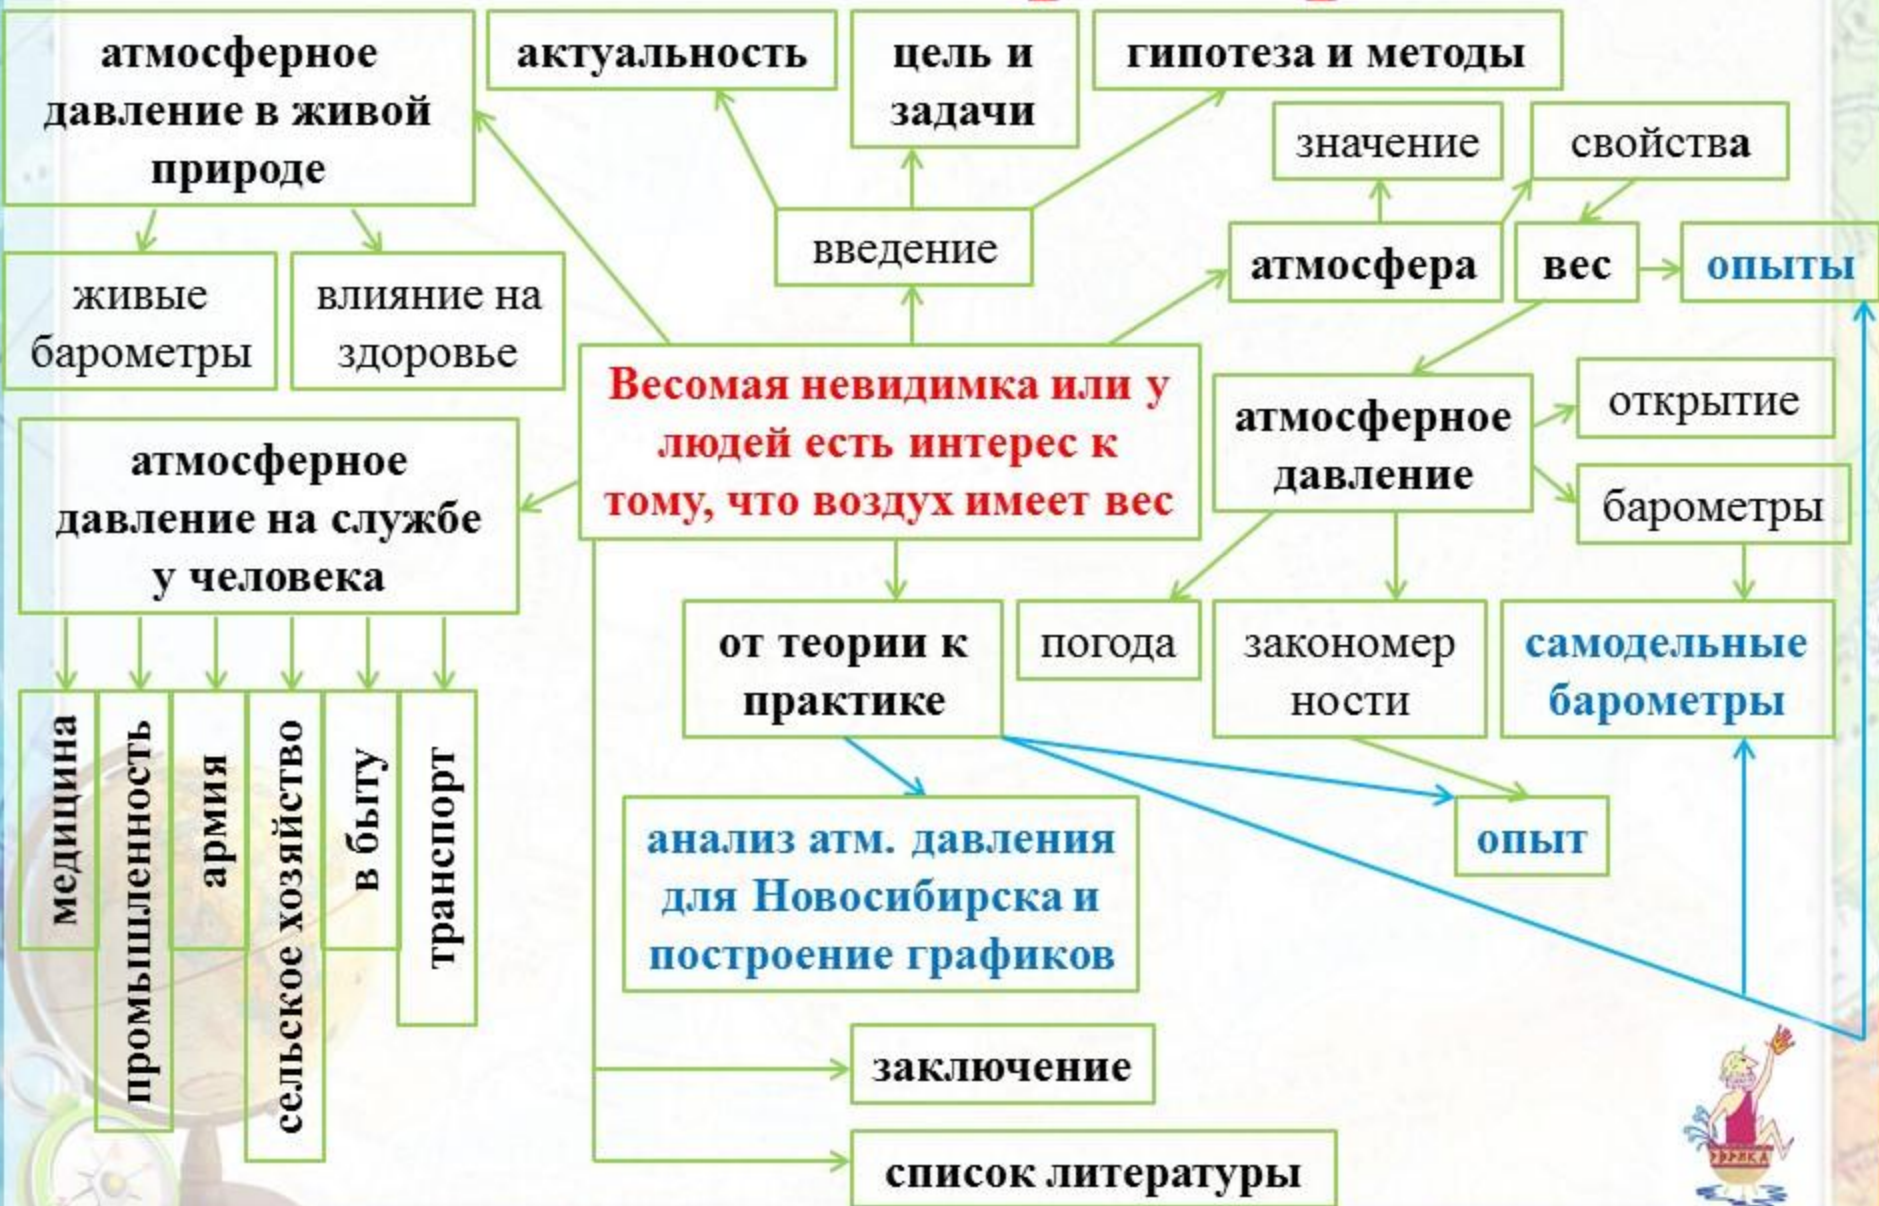 атмосферное
давление в живой
природе
актуальность
цель и
задачи
гипотеза и методы
значение
свойства
введение
атмосфера
вес
опыты
живые
барометры
влияние на
здоровье
Весомая невидимка или у
людей есть интерес к
тому, что воздух имеет вес
атмосферное
давление
открытие
барометры
атмосферное
давление на службе
у человека
от теории к
практике
погода
закономер
ности
самодельные
барометры
медицина
промышленность
армия
сельское хозяйство
в быту
транспорт
анализ атм. давления
для Новосибирска и
построение графиков
опыт
заключение
список литературы